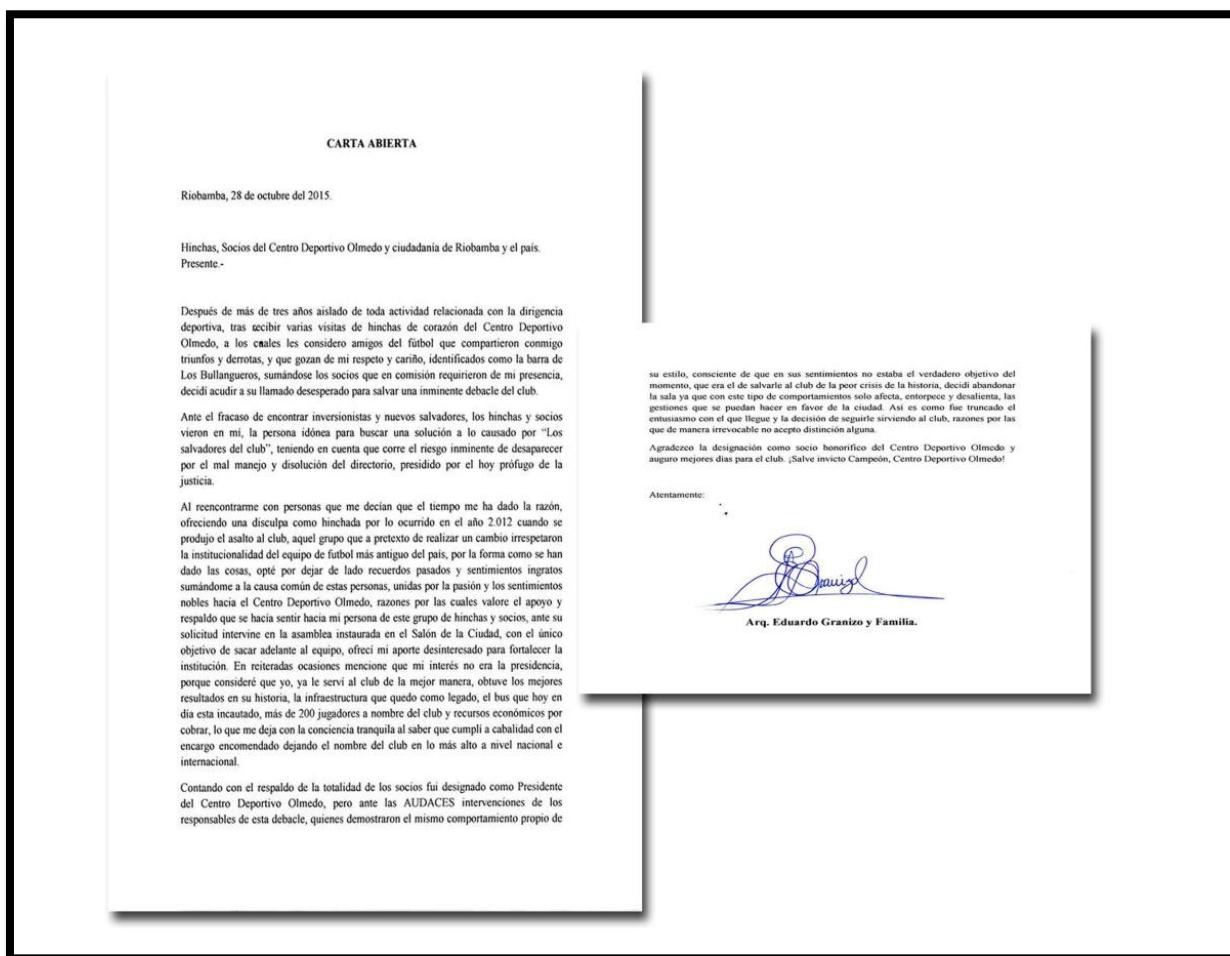 CARTA ABIERTA
Riobamba, 28 de octubre del 2015.
Hinchas, Socios del Centro Deportivo Olmedo y ciudadanía de Riobamba y el país.
Presente.-
Después de más de tres años aislado de toda actividad relacionada con la dirigencia
deportiva, tras recibir varias visitas de hinchas de corazón del Centro Deportivo
Olmedo, a los cuales les considero amigos del fútbol que compartieron conmigo
triunfos y derrotas, y que gozan de mi respeto y cariño, identificados como la barra de
Los Bullangueros, sumándose los socios que en comisión requirieron de mi presencia,
decidí acudir a su llamado desesperado para salvar una inminente debacle del club.
Ante el fracaso de encontrar inversionistas y nuevos salvadores, los hinchas y socios
vieron en mí, la persona idónea para buscar una solución a lo causado por “Los
salvadores del club”, teniendo en cuenta que corre el riesgo inminente de desaparecer
por el mal manejo y disolución del directorio, presidido por el hoy prófugo de la
justicia.
Al reencontrarme con personas que me decían que el tiempo me ha dado la razón,
ofreciendo una disculpa como hinchada por lo ocurrido en el año 2.012 cuando se
produjo el asalto al club, aquel grupo que a pretexto de realizar un cambio irrespetaron
la institucionalidad del equipo de futbol más antiguo del país, por la forma como se han
dado las cosas, opté por dejar de lado recuerdos pasados y sentimientos ingratos
sumándome a la causa común de estas personas, unidas por la pasión y los sentimientos
nobles hacia el Centro Deportivo Olmedo, razones por las cuales valore el apoyo y
respaldo que se hacía sentir hacia mi persona de este grupo de hinchas y socios, ante su
solicitud intervine en la asamblea instaurada en el Salón de la Ciudad, con el único
objetivo de sacar adelante al equipo, ofrecí mi aporte desinteresado para fortalecer la
institución. En reiteradas ocasiones mencione que mi interés no era la presidencia,
porque consideré que yo, ya le serví al club de la mejor manera, obtuve los mejores
resultados en su historia, la infraestructura que quedo como legado, el bus que hoy en
día esta incautado, más de 200 jugadores a nombre del club y recursos económicos por
cobrar, lo que me deja con la conciencia tranquila al saber que cumplí a cabalidad con el
encargo encomendado dejando el nombre del club en lo más alto a nivel nacional e
internacional.
Contando con el respaldo de la totalidad de los socios fui designado como Presidente
del Centro Deportivo Olmedo, pero ante las AUDACES intervenciones de los
responsables de esta debacle, quienes demostraron el mismo comportamiento propio de
su estilo, consciente de que en sus sentimientos no estaba el verdadero objetivo del
momento, que era el de salvarle al club de la peor crisis de la historia, decidí abandonar
la sala ya que con este tipo de comportamientos solo afecta, entorpece y desalienta, las
gestiones que se puedan hacer en favor de la ciudad. Así es como fue truncado el
entusiasmo con el que llegue y la decisión de seguirle sirviendo al club, razones por las
que de manera irrevocable no acepto distinción alguna.
Agradezco la designación como socio honorífico del Centro Deportivo Olmedo y
auguro mejores días para el club. ¡Salve invicto Campeón, Centro Deportivo Olmedo!
Atentamente:
Arq. Eduardo Granizo y Familia.